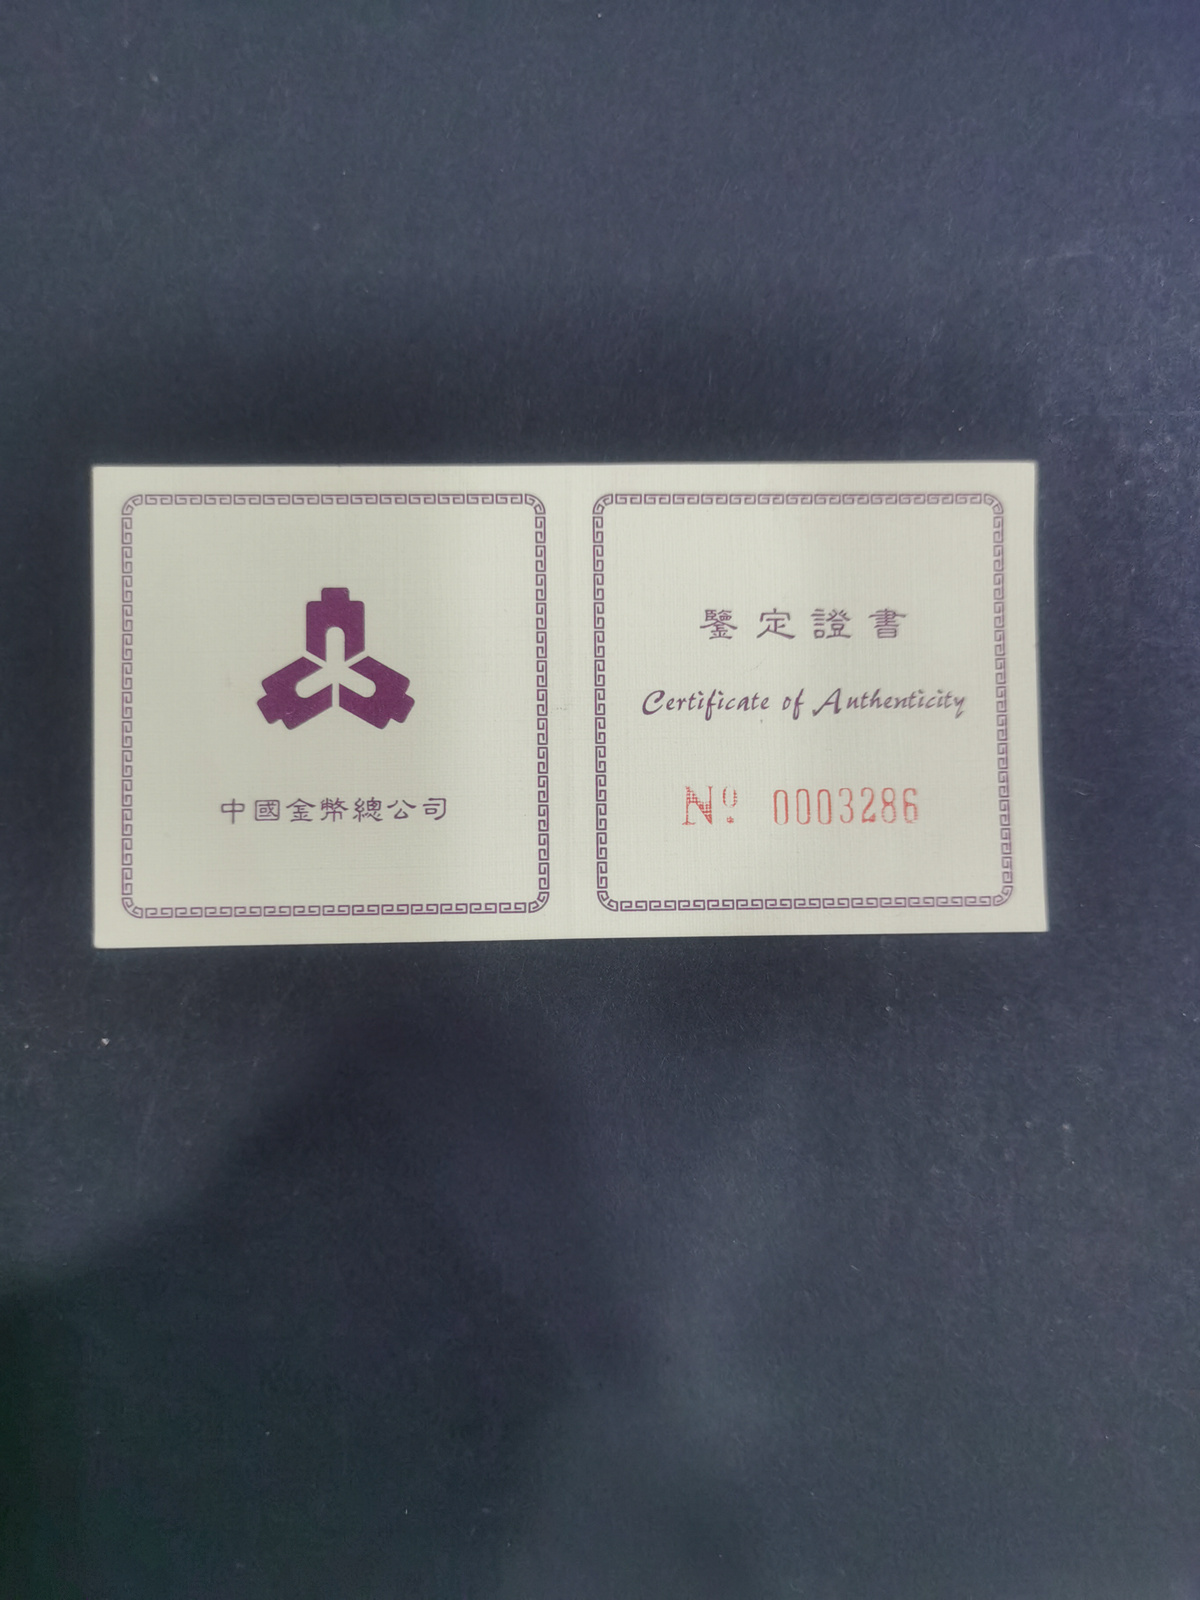 中國金幣總公司
鑒定證書
Certificate of Authenticity
Nº 0003286